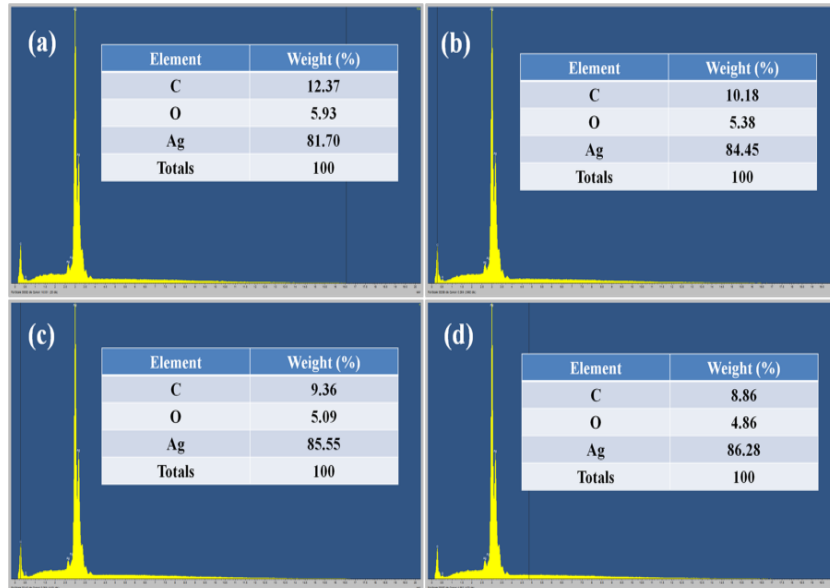 (a)
Element Weight (%)
C 12.37
O 5.93
Ag 81.70
Totals 100
(b)
Element Weight (%)
C 10.18
O 5.38
Ag 84.45
Totals 100
(c)
Element Weight (%)
C 9.36
O 5.09
Ag 85.55
Totals 100
(d)
Element Weight (%)
C 8.86
O 4.86
Ag 86.28
Totals 100